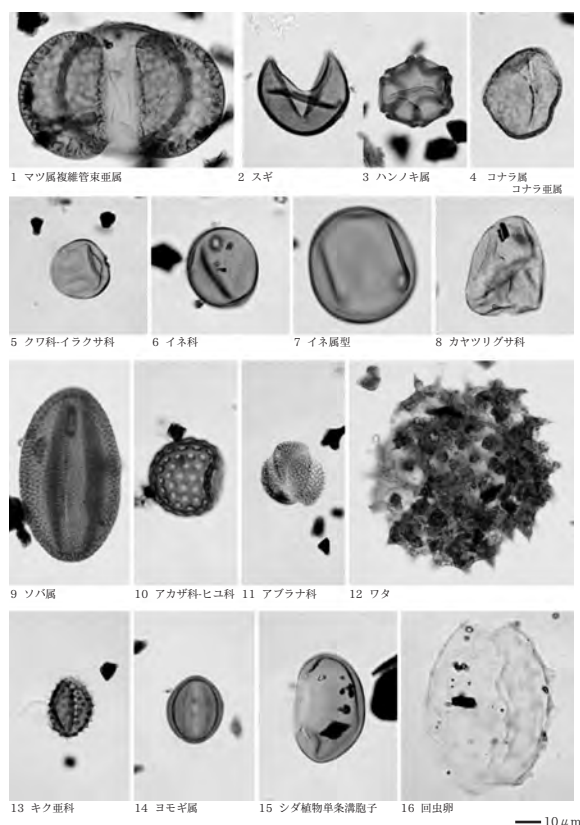 1 マツ属複維管束亜属
2 スギ
3 ハンノキ属
4 コナラ属
コナラ亜属
5 クワ科-イラクサ科
6 イネ科
7 イネ属型
8 カヤツリグサ科
9 ソバ属
10 アカザ科-ヒユ科
11 アブラナ科
12 ワタ
13 キク亜科
14 ヨモギ属
15 シダ植物単条溝胞子
16 回虫卵
10μm